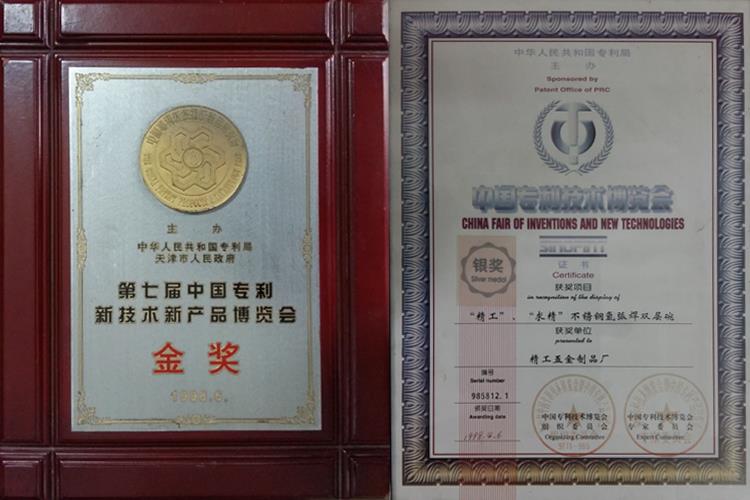 主 办
中华人民共和国专利局
天津市人民政府
第七届中国专利
新技术新产品博览会
金奖
中华人民共和国专利局
主 办
Sponsored by
Patent Office of PRC
中国专利技术博览会
CHINA FAIR OF INVENTIONS AND NEW TECHNOLOGIES
证 书
Certificate
银奖
Silver medal
获奖项目
in recognition of the display of
“精工”、“水精”不锈钢氩弧焊双层碗
获奖单位
presented to
精工五金制品厂
编号
Serial number
985812.1
颁奖日期
Awarding date
中国专利技术博览会
组织委员会
Organizing Committee
中国专利技术博览会
专家委员会
Expert Committee